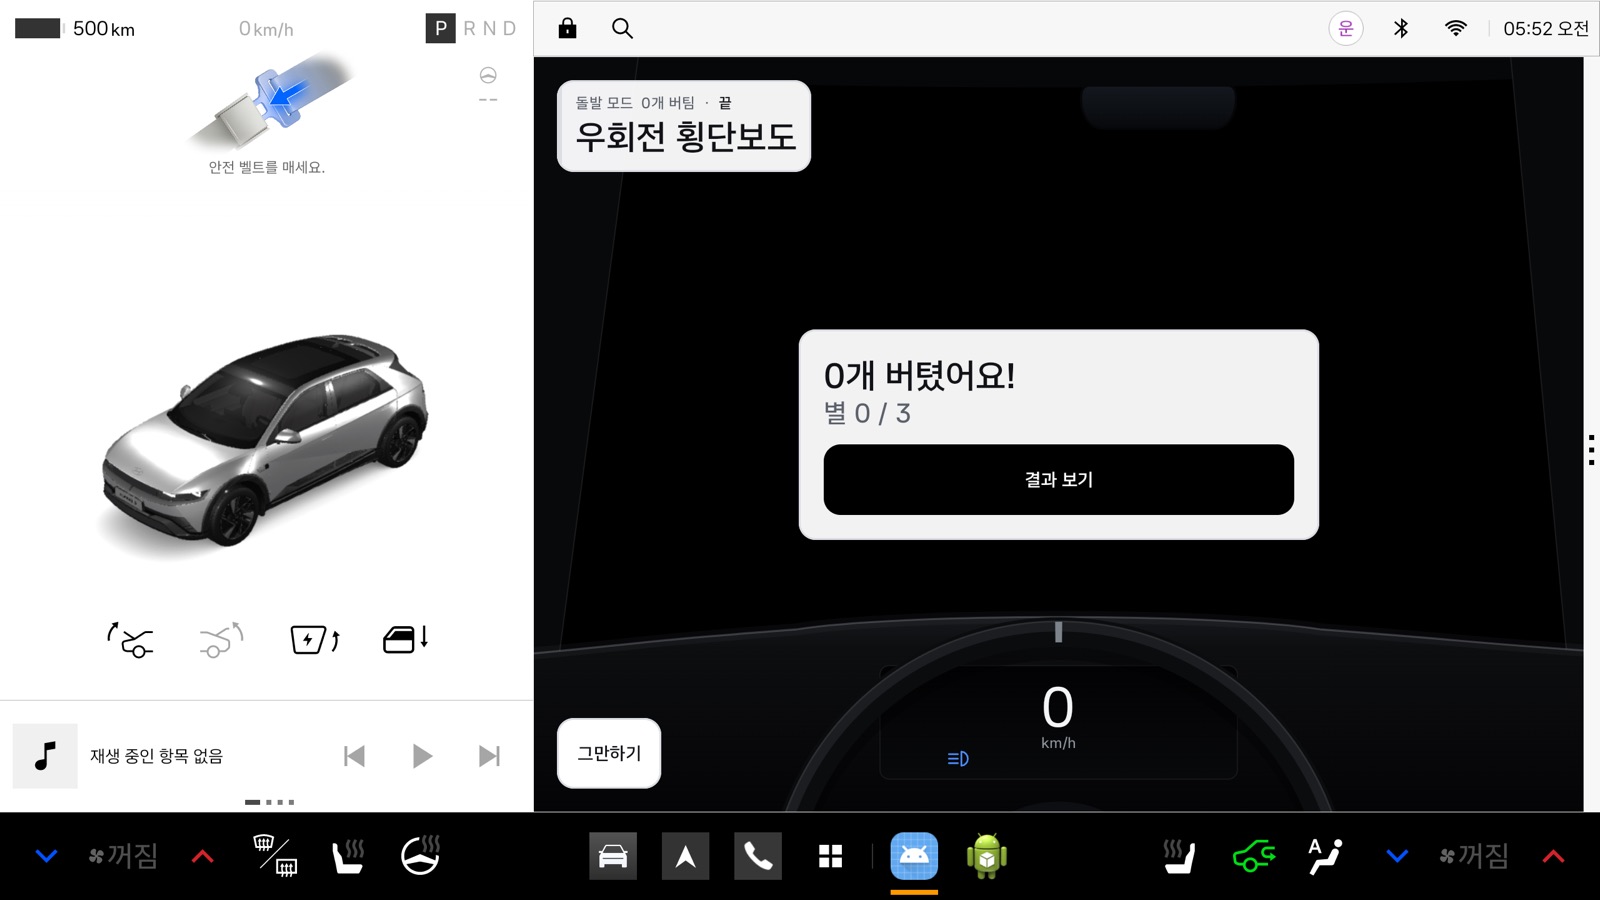 500 km
0 km/h
P R N D
운
05:52 오전
--
안전 벨트를 매세요.
돌발 모드 0개 버팀 · 끝
우회전 횡단보도
0개 버텼어요!
별 0 / 3
결과 보기
0
km/h
그만하기
재생 중인 항목 없음
꺼짐
A
꺼짐